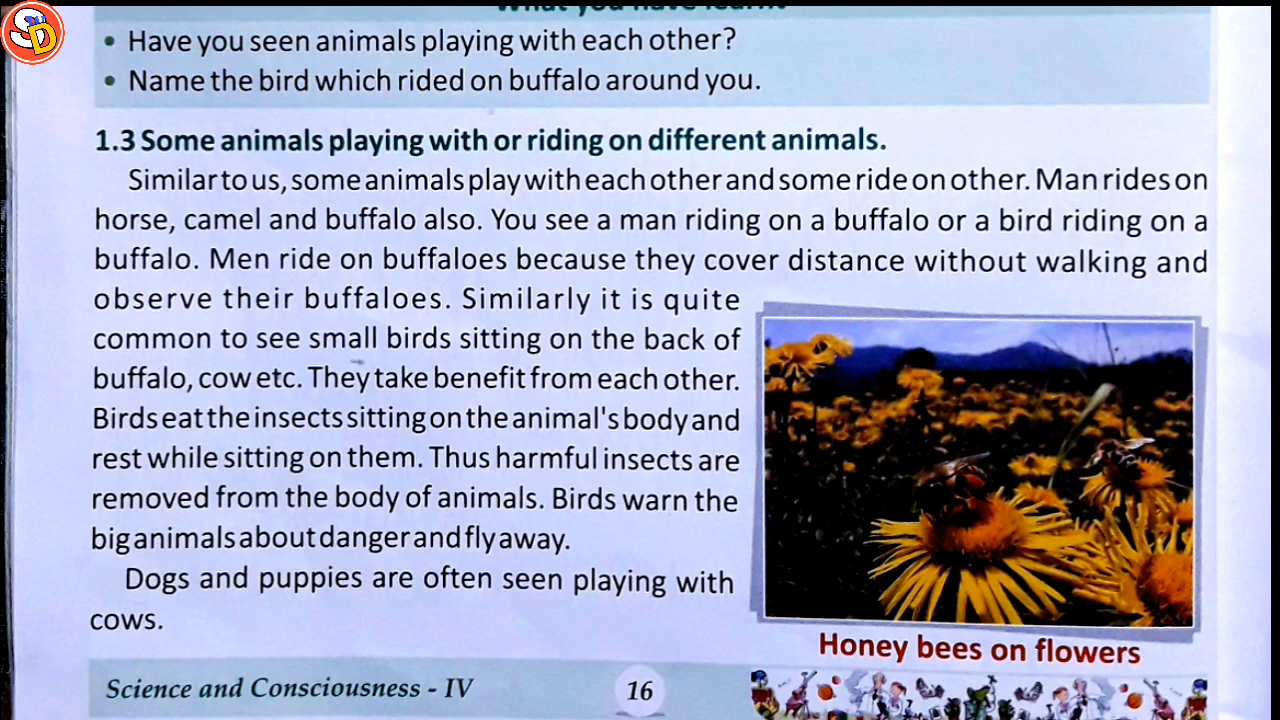 SD
What you have learnt
• Have you seen animals playing with each other?
• Name the bird which rided on buffalo around you.
1.3 Some animals playing with or riding on different animals.
Similar to us, some animals play with each other and some ride on other. Man rides on
horse, camel and buffalo also. You see a man riding on a buffalo or a bird riding on a
buffalo. Men ride on buffaloes because they cover distance without walking and
observe their buffaloes. Similarly it is quite
common to see small birds sitting on the back of
buffalo, cow etc. They take benefit from each other.
Birds eat the insects sitting on the animal's body and
rest while sitting on them. Thus harmful insects are
removed from the body of animals. Birds warn the
big animals about danger and fly away.
Dogs and puppies are often seen playing with
cows.
Honey bees on flowers
Science and Consciousness - IV
16